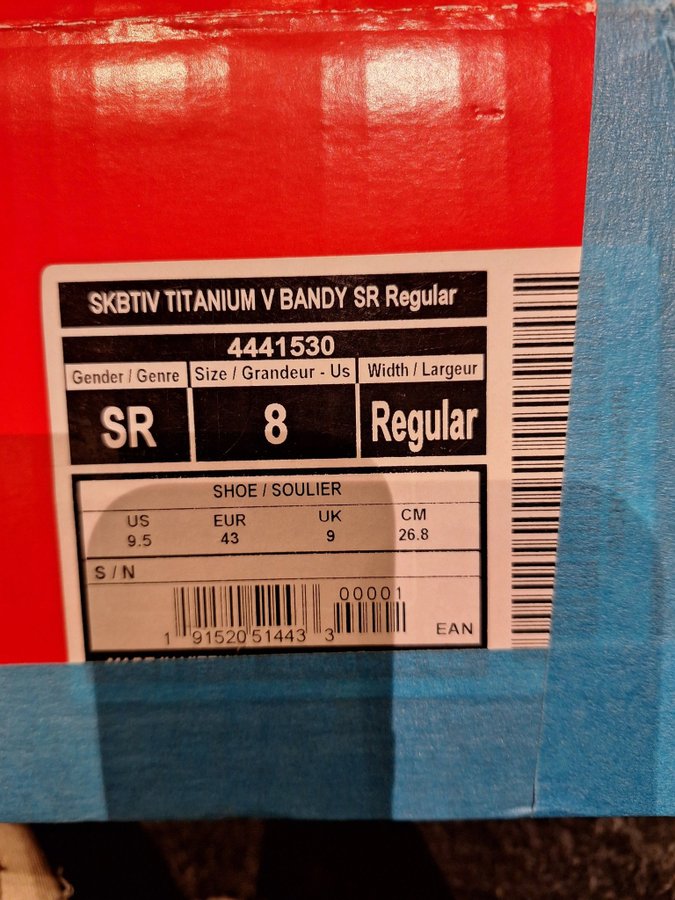 SKBTIV TITANIUM V BANDY SR Regular
4441530
Gender / Genre Size / Grandeur - Us Width / Largeur
SR 8 Regular
SHOE / SOULIER
US EUR UK CM
9.5 43 9 26.8
S / N
00001
1 91520 51443 3 EAN